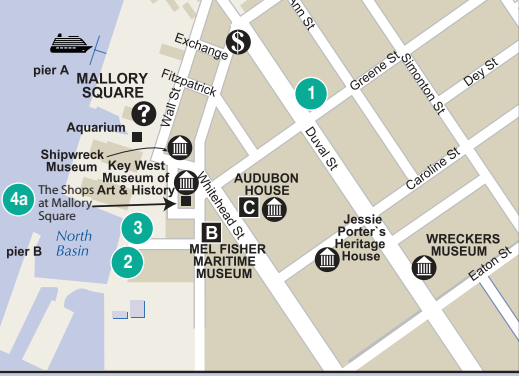 Ann St
Exchange
$
pier A
MALLORY
SQUARE
Fitzpatrick
Greene St
Simonton St
Dey St
1
?
Wall St
Aquarium
Duval St
Shipwreck
Museum
Key West
Museum of
Art & History
Caroline St
4a
The Shops
at Mallory
Square
Whitehead St
AUDUBON
HOUSE
C
3
B
Jessie
Porter`s
Heritage
House
North
Basin
pier B
2
MEL FISHER
MARITIME
MUSEUM
WRECKERS
MUSEUM
Eaton St